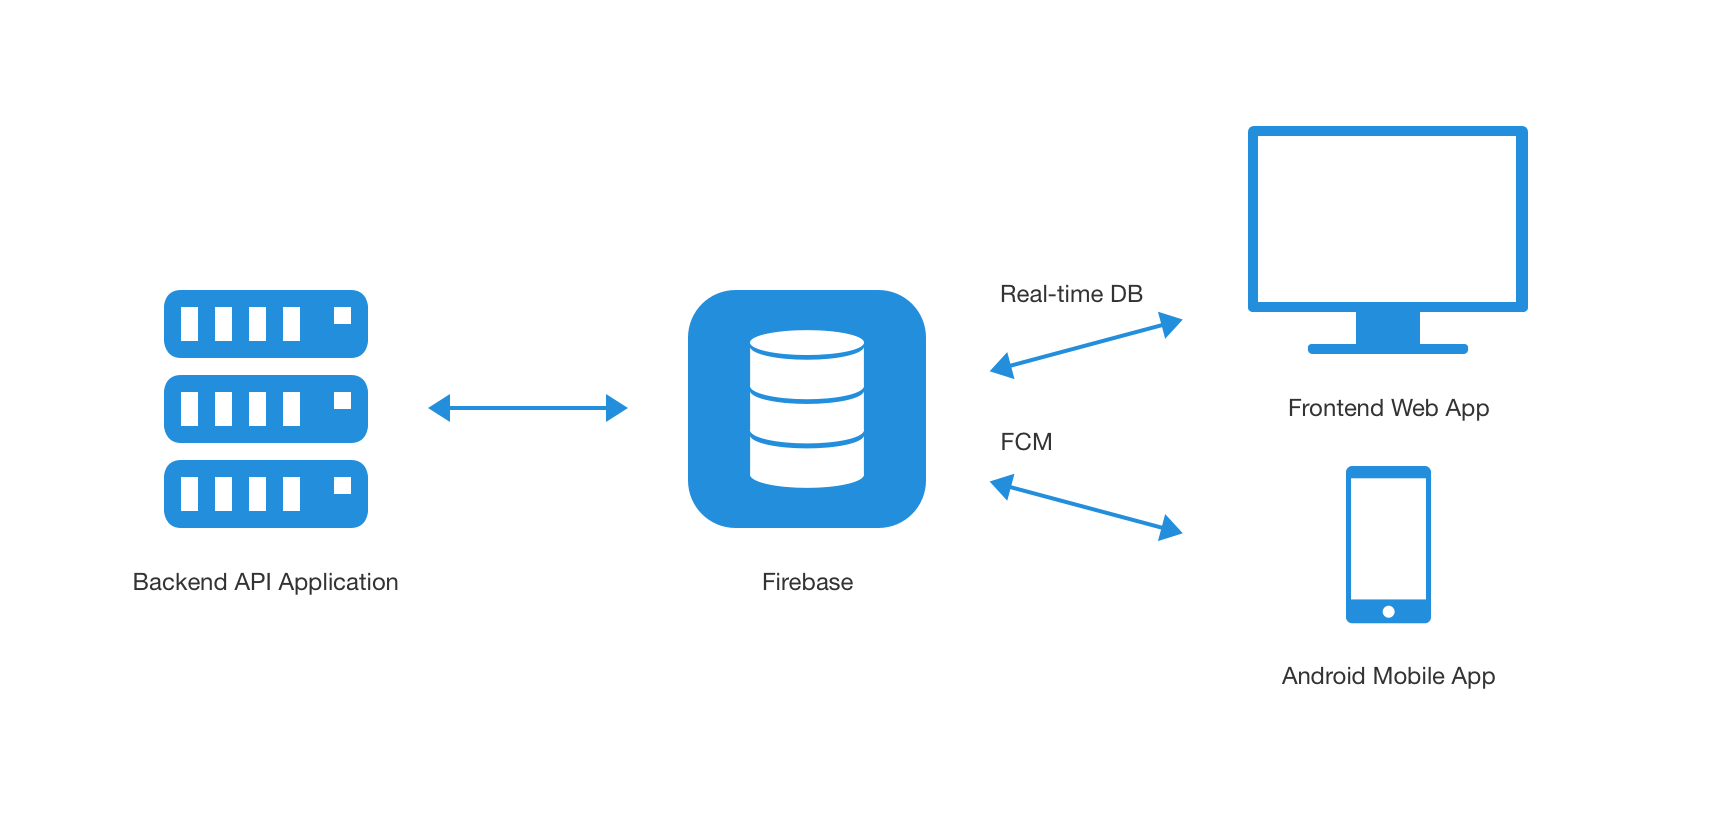 Real-time DB
Frontend Web App
FCM
Backend API Application
Firebase
Android Mobile App